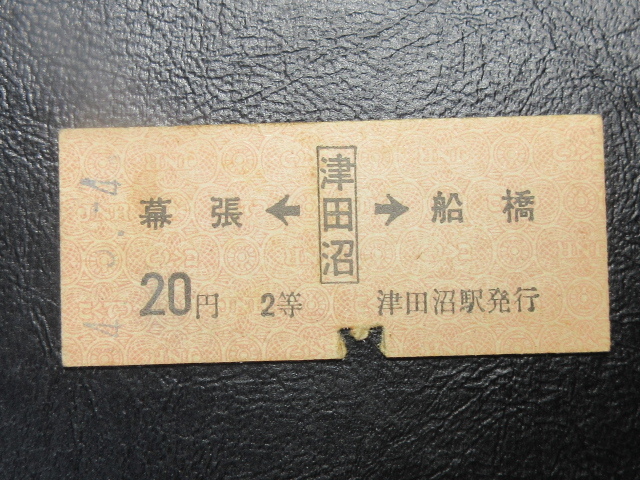 幕張 ← 津田沼 → 船橋
20円 2等 津田沼駅発行